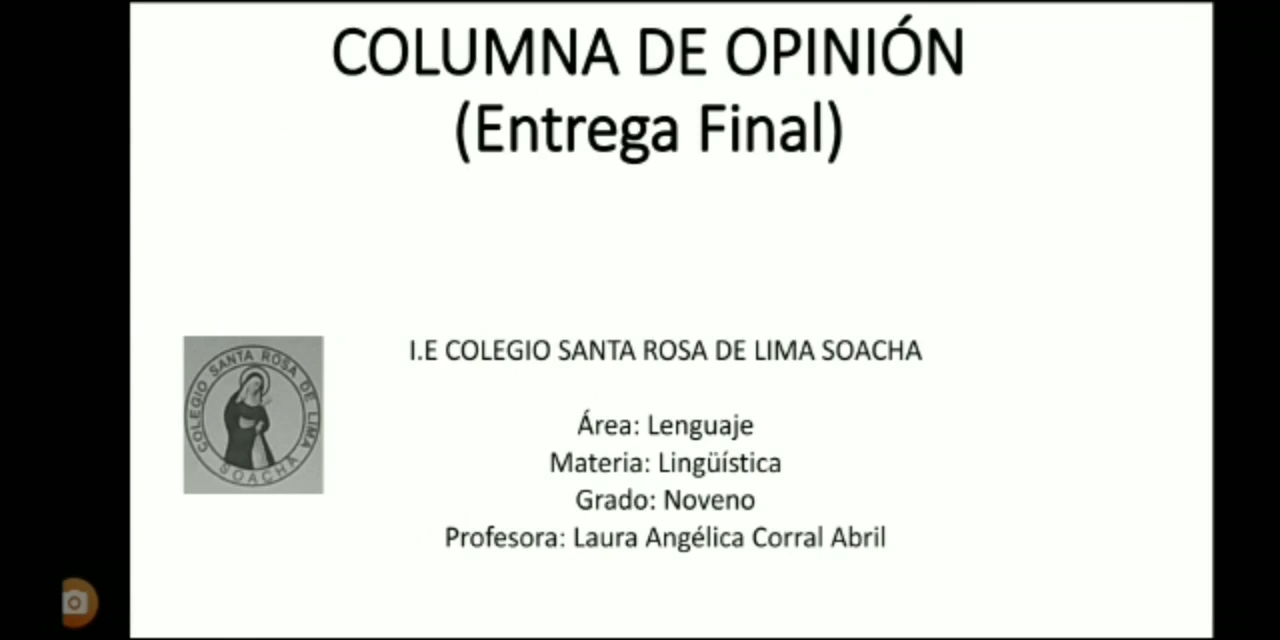 COLUMNA DE OPINIÓN
(Entrega Final)
I.E COLEGIO SANTA ROSA DE LIMA SOACHA
COLEGIO SANTA ROSA DE LIMA
SOACHA
Área: Lenguaje
Materia: Lingüística
Grado: Noveno
Profesora: Laura Angélica Corral Abril